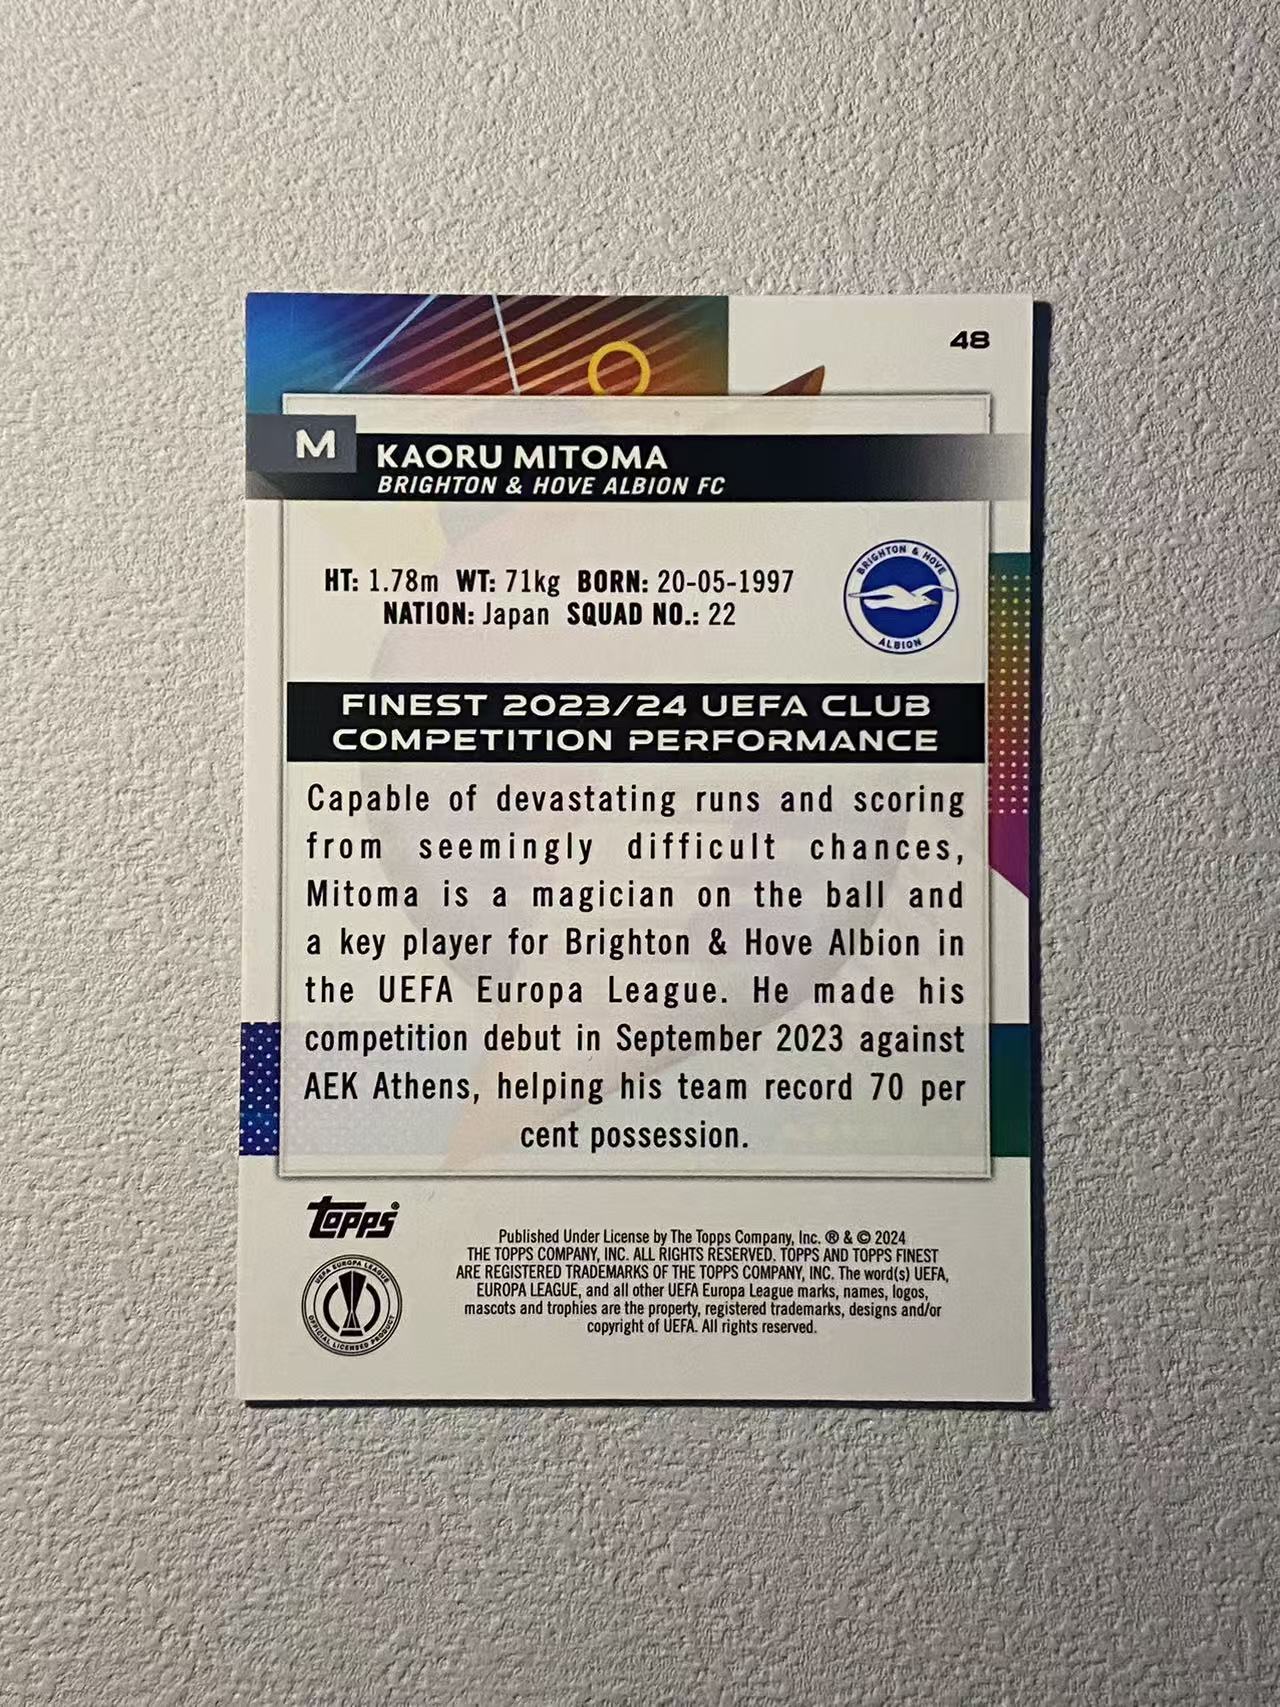 48
M
KAORU MITOMA
BRIGHTON & HOVE ALBION FC
HT: 1.78m WT: 71kg BORN: 20-05-1997
NATION: Japan SQUAD NO.: 22
BRIGHTON & HOVE
ALBION
FINEST 2023/24 UEFA CLUB
COMPETITION PERFORMANCE
Capable of devastating runs and scoring
from seemingly difficult chances,
Mitoma is a magician on the ball and
a key player for Brighton & Hove Albion in
the UEFA Europa League. He made his
competition debut in September 2023 against
AEK Athens, helping his team record 70 per
cent possession.
Topps®
UEFA EUROPA LEAGUE
OFFICIAL LICENSED PRODUCT
Published Under License by The Topps Company, Inc. ® & © 2024
THE TOPPS COMPANY, INC. ALL RIGHTS RESERVED. TOPPS AND TOPPS FINEST
ARE REGISTERED TRADEMARKS OF THE TOPPS COMPANY, INC. The word(s) UEFA,
EUROPA LEAGUE, and all other UEFA Europa League marks, names, logos,
mascots and trophies are the property, registered trademarks, designs and/or
copyright of UEFA. All rights reserved.